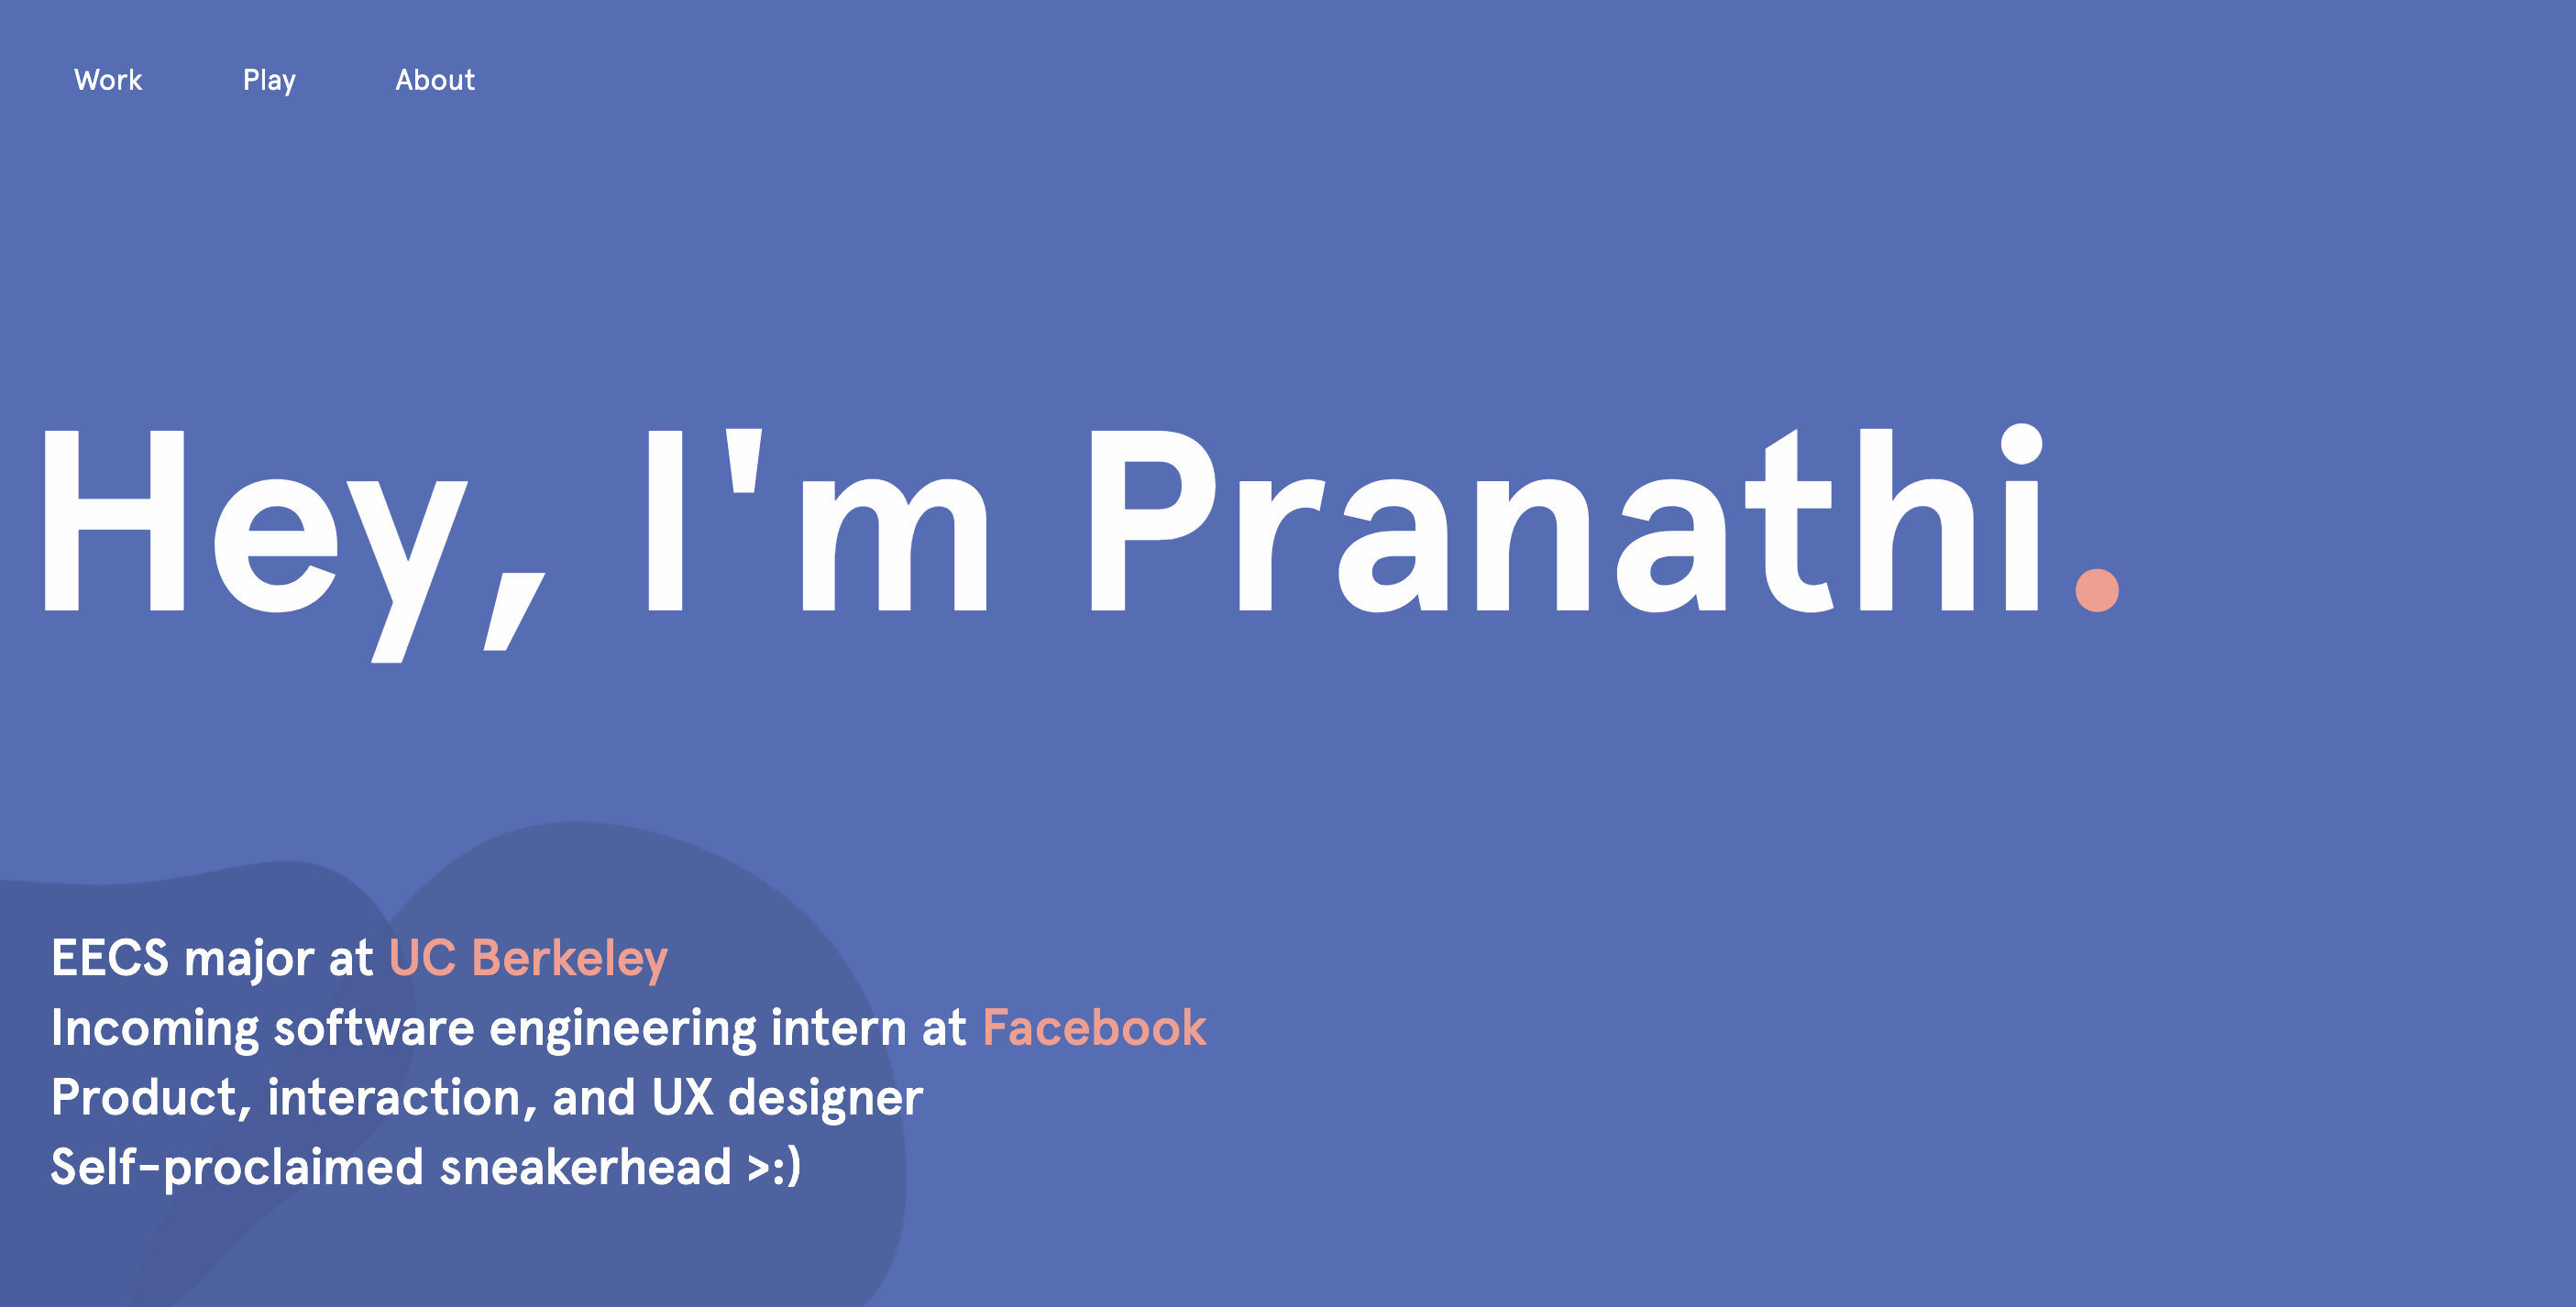 Work Play About
Hey, I'm Pranathi.
EECS major at UC Berkeley
Incoming software engineering intern at Facebook
Product, interaction, and UX designer
Self-proclaimed sneakerhead >:)